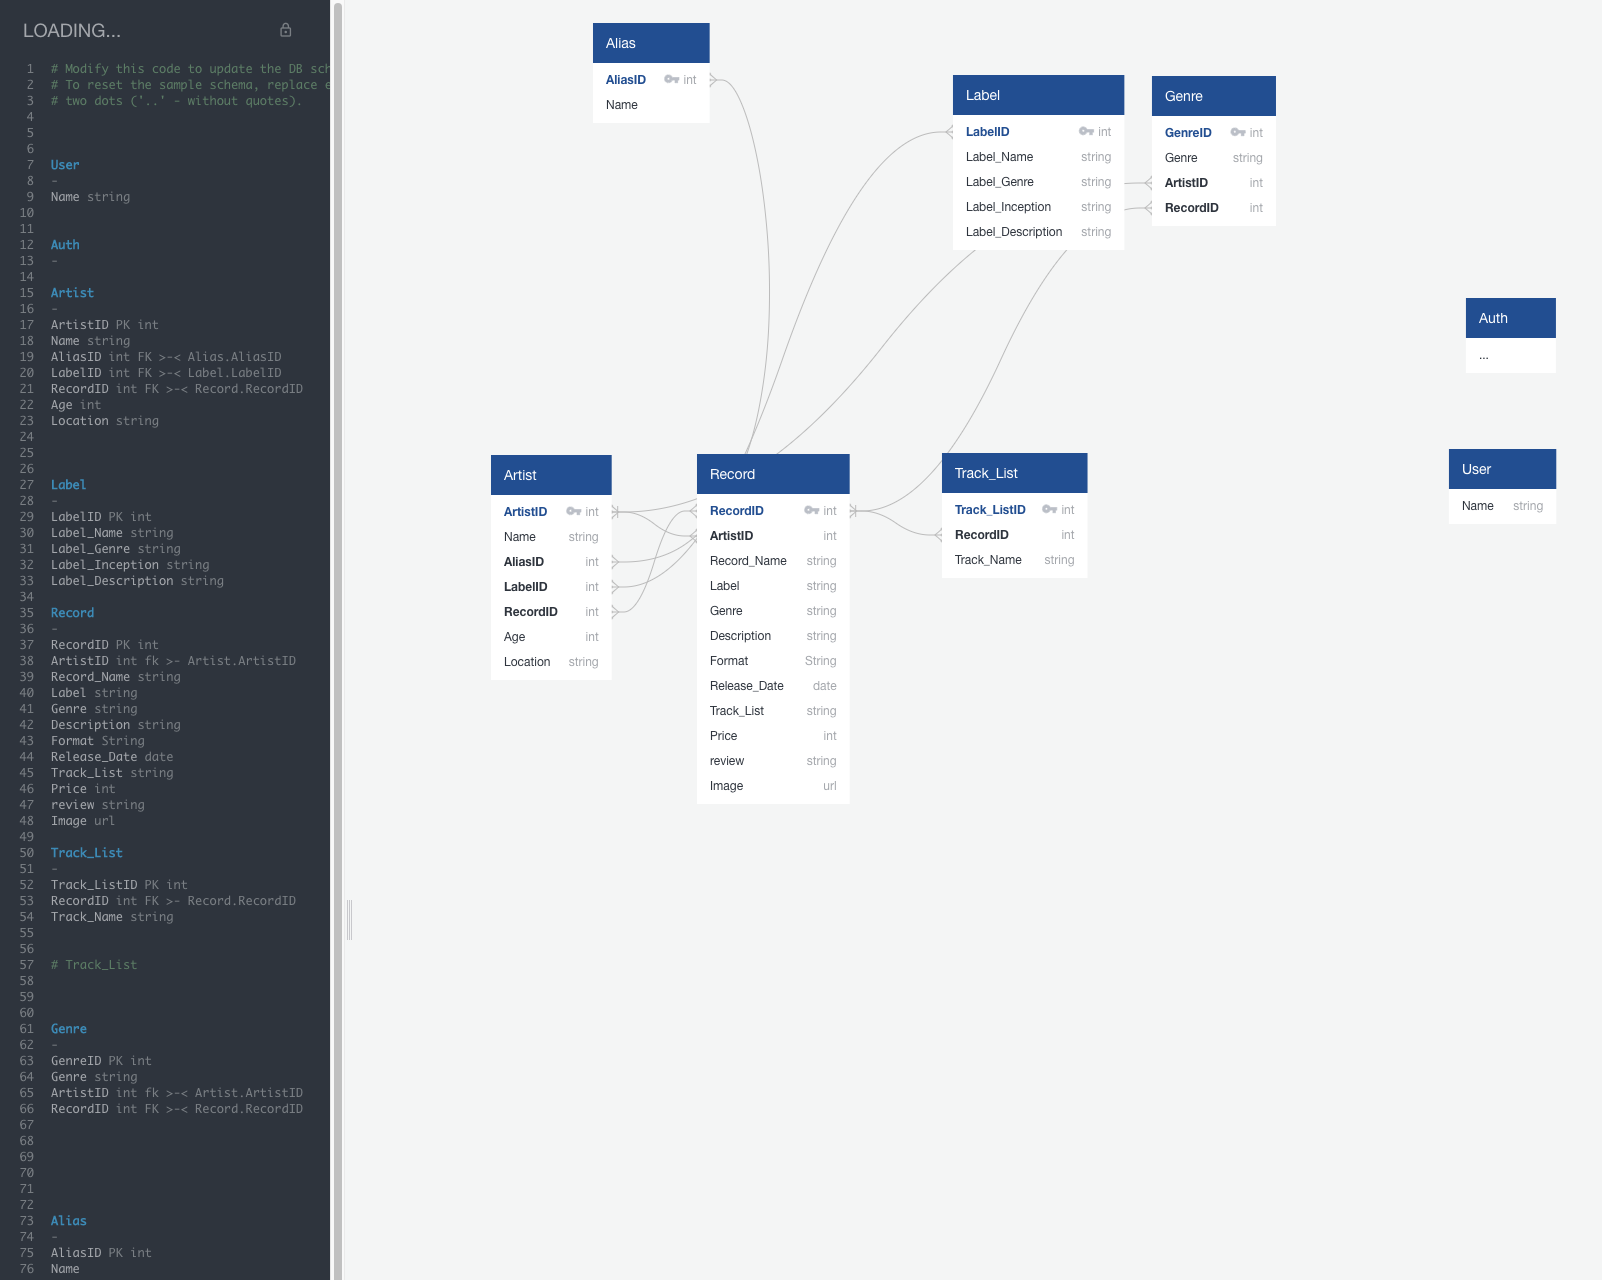 LOADING...
1 # Modify this code to update the DB sch
2 # To reset the sample schema, replace e
3 # two dots ('..' - without quotes).
4
5
6
7 User
8 -
9 Name string
10
11
12 Auth
13 -
14
15 Artist
16 -
17 ArtistID PK int
18 Name string
19 AliasID int FK >-< Alias.AliasID
20 LabelID int FK >-< Label.LabelID
21 RecordID int FK >-< Record.RecordID
22 Age int
23 Location string
24
25
26
27 Label
28 -
29 LabelID PK int
30 Label_Name string
31 Label_Genre string
32 Label_Inception string
33 Label_Description string
34
35 Record
36 -
37 RecordID PK int
38 ArtistID int fk >- Artist.ArtistID
39 Record_Name string
40 Label string
41 Genre string
42 Description string
43 Format String
44 Release_Date date
45 Track_List string
46 Price int
47 review string
48 Image url
49
50 Track_List
51 -
52 Track_ListID PK int
53 RecordID int FK >- Record.RecordID
54 Track_Name string
55
56
57 # Track_List
58
59
60
61 Genre
62 -
63 GenreID PK int
64 Genre string
65 ArtistID int fk >-< Artist.ArtistID
66 RecordID int FK >-< Record.RecordID
67
68
69
70
71
72
73 Alias
74 -
75 AliasID PK int
76 Name
Alias
AliasID int
Name
Label
LabelID int
Label_Name string
Label_Genre string
Label_Inception string
Label_Description string
Genre
GenreID int
Genre string
ArtistID int
RecordID int
Auth
...
Artist
ArtistID int
Name string
AliasID int
LabelID int
RecordID int
Age int
Location string
Record
RecordID int
ArtistID int
Record_Name string
Label string
Genre string
Description string
Format String
Release_Date date
Track_List string
Price int
review string
Image url
Track_List
Track_ListID int
RecordID int
Track_Name string
User
Name string